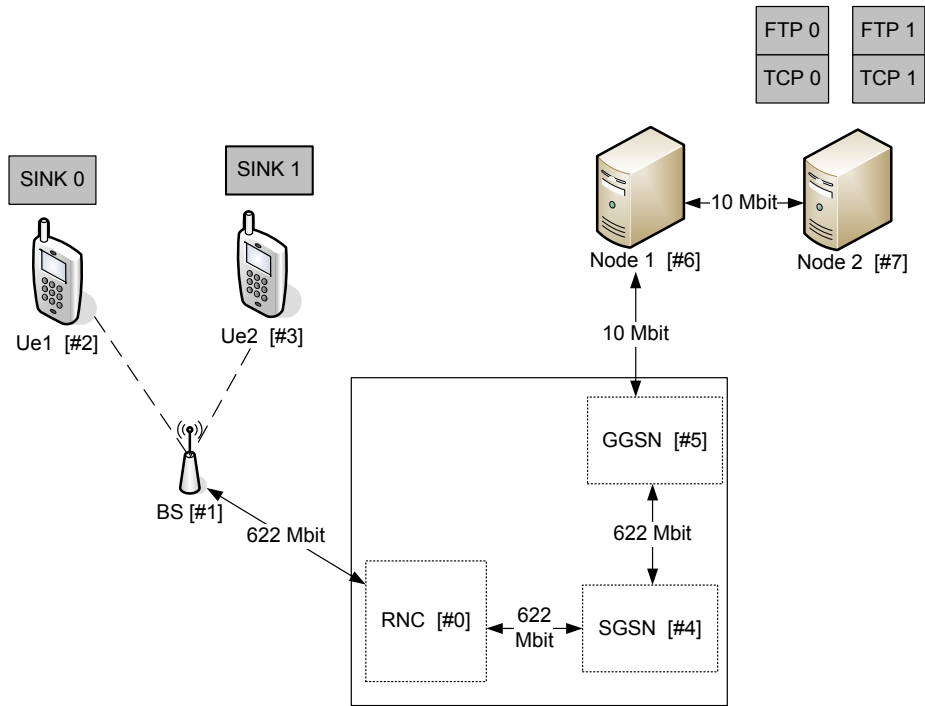 FTP 0
FTP 1
TCP 0
TCP 1
SINK 0
SINK 1
10 Mbit
Node 1 [#6]
Node 2 [#7]
Ue1 [#2]
Ue2 [#3]
10 Mbit
GGSN [#5]
BS [#1]
622 Mbit
622 Mbit
RNC [#0]
622
Mbit
SGSN [#4]